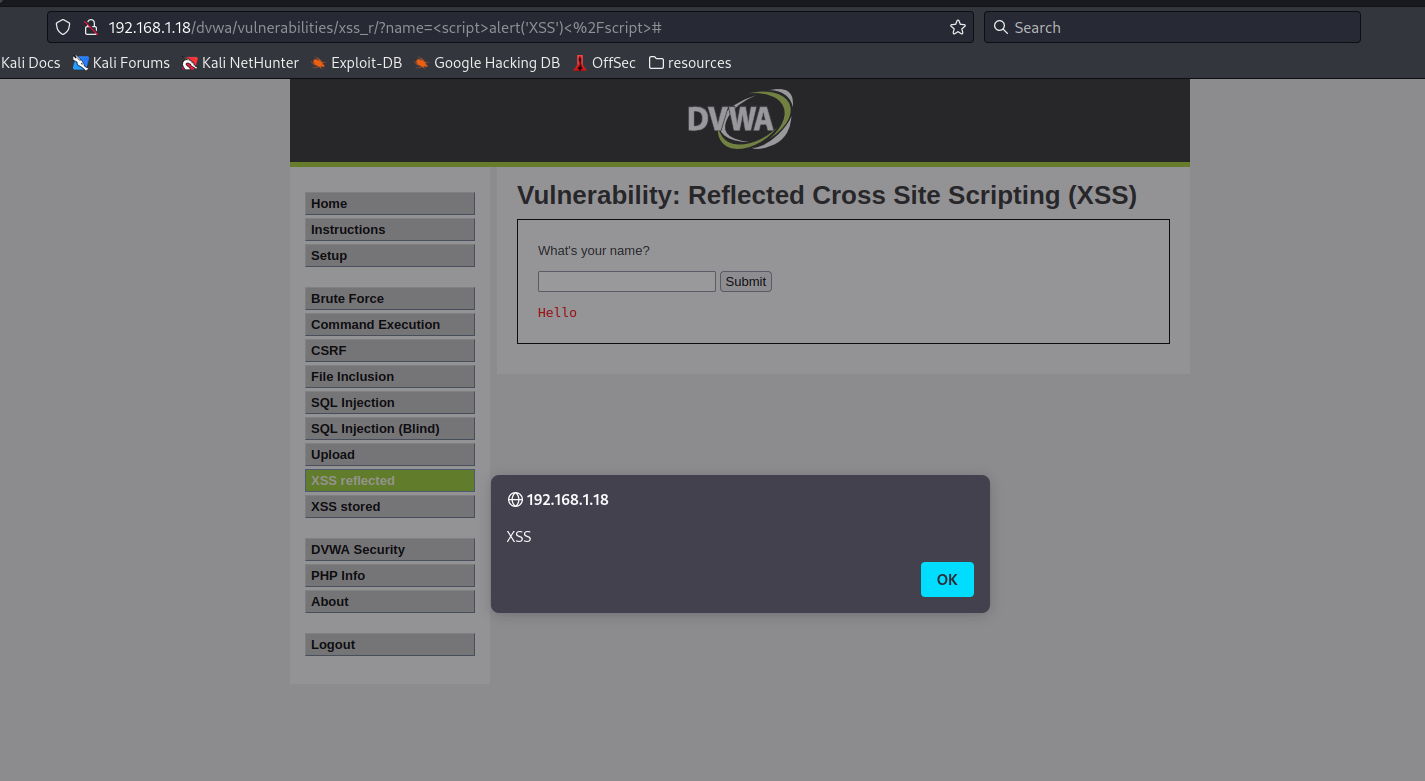 192.168.1.18/dvwa/vulnerabilities/xss_r/?name=<script>alert('XSS')<%2Fscript>#
Search
Kali Docs Kali Forums Kali NetHunter Exploit-DB Google Hacking DB OffSec resources
DVWA
Home
Instructions
Setup
Brute Force
Command Execution
CSRF
File Inclusion
SQL Injection
SQL Injection (Blind)
Upload
XSS reflected
XSS stored
DVWA Security
PHP Info
About
Logout
Vulnerability: Reflected Cross Site Scripting (XSS)
What's your name?
Submit
Hello
192.168.1.18
XSS
OK